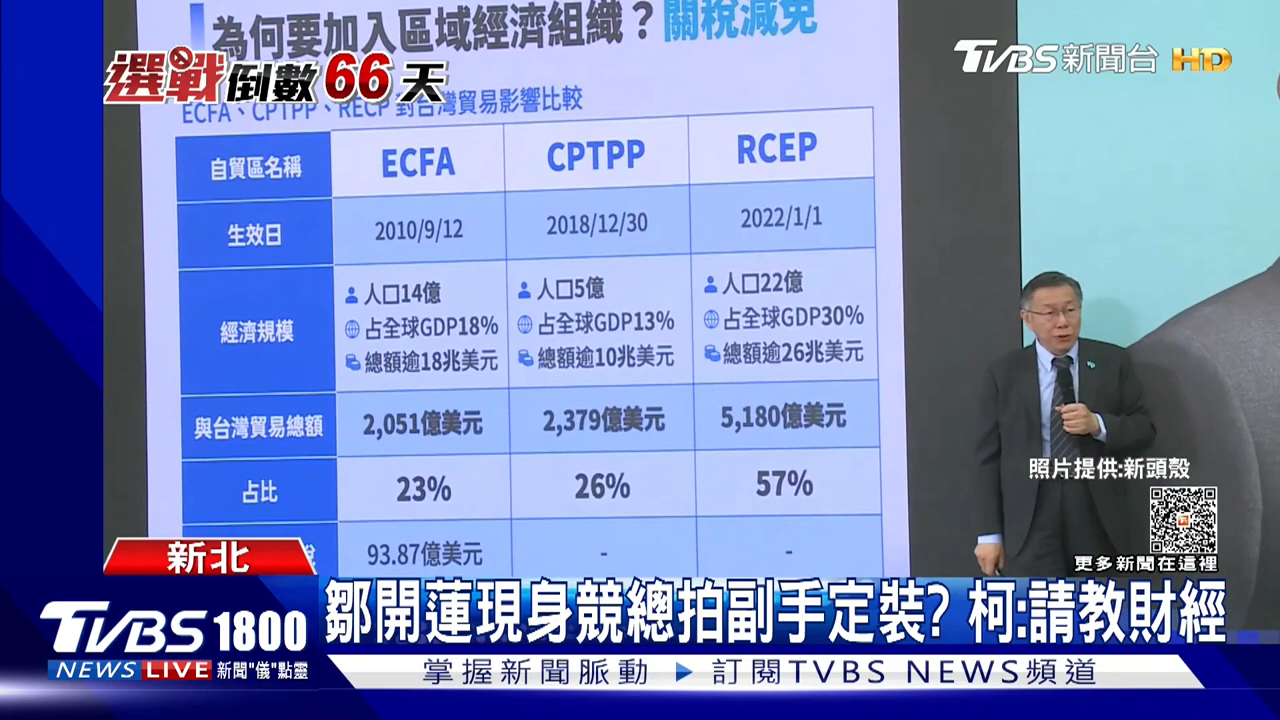 為何要加入區域經濟組織？關稅減免
TVBS新聞台 HD
選戰倒數66天
ECFA、CPTPP、RECP 對台灣貿易影響比較
自貿區名稱 ECFA CPTPP RCEP
生效日 2010/9/12 2018/12/30 2022/1/1
經濟規模
人口14億 人口5億 人口22億
占全球GDP18% 占全球GDP13% 占全球GDP30%
總額逾18兆美元 總額逾10兆美元 總額逾26兆美元
與台灣貿易總額 2,051億美元 2,379億美元 5,180億美元
占比 23% 26% 57%
93.87億美元 - -
照片提供:新頭殼
更多新聞在這裡
新北
鄒開蓮現身競總拍副手定裝? 柯:請教財經
TVBS 1800
NEWS LIVE 新聞"儀"點靈
掌握新聞脈動 訂閱TVBS NEWS頻道